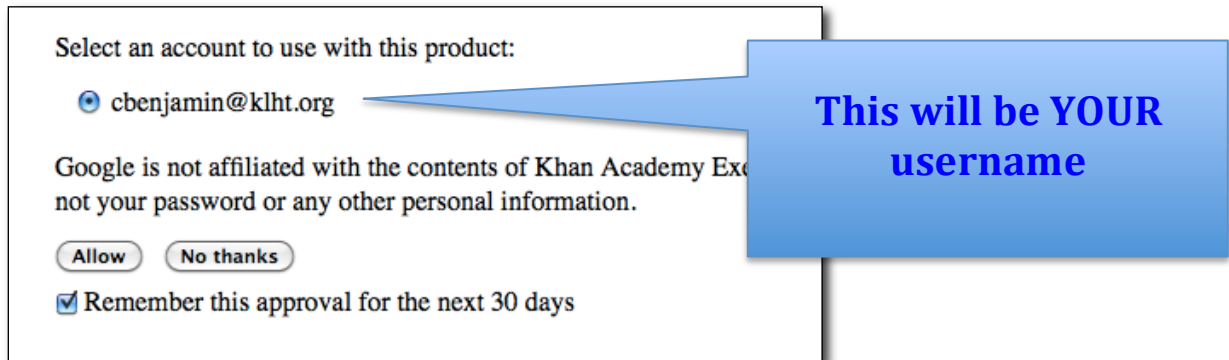 Select an account to use with this product:
cbenjamin@klht.org
This will be YOUR
username
Google is not affiliated with the contents of Khan Academy
not your password or any other personal information.
Allow No thanks
Remember this approval for the next 30 days